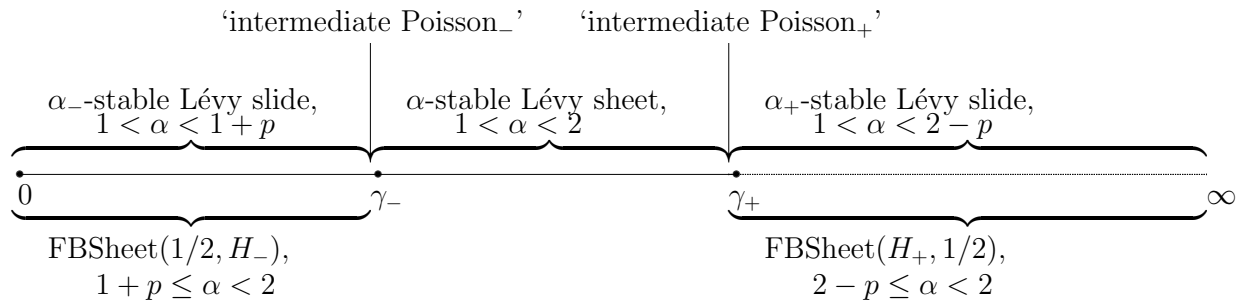 ‘intermediate Poisson₋’ ‘intermediate Poisson₊’
α₋-stable Lévy slide, α-stable Lévy sheet, α₊-stable Lévy slide,
1 < α < 1 + p 1 < α < 2 1 < α < 2 − p
0 γ₋ γ₊ ∞
FBSheet(1/2, H₋), FBSheet(H₊, 1/2),
1 + p ≤ α < 2 2 − p ≤ α < 2